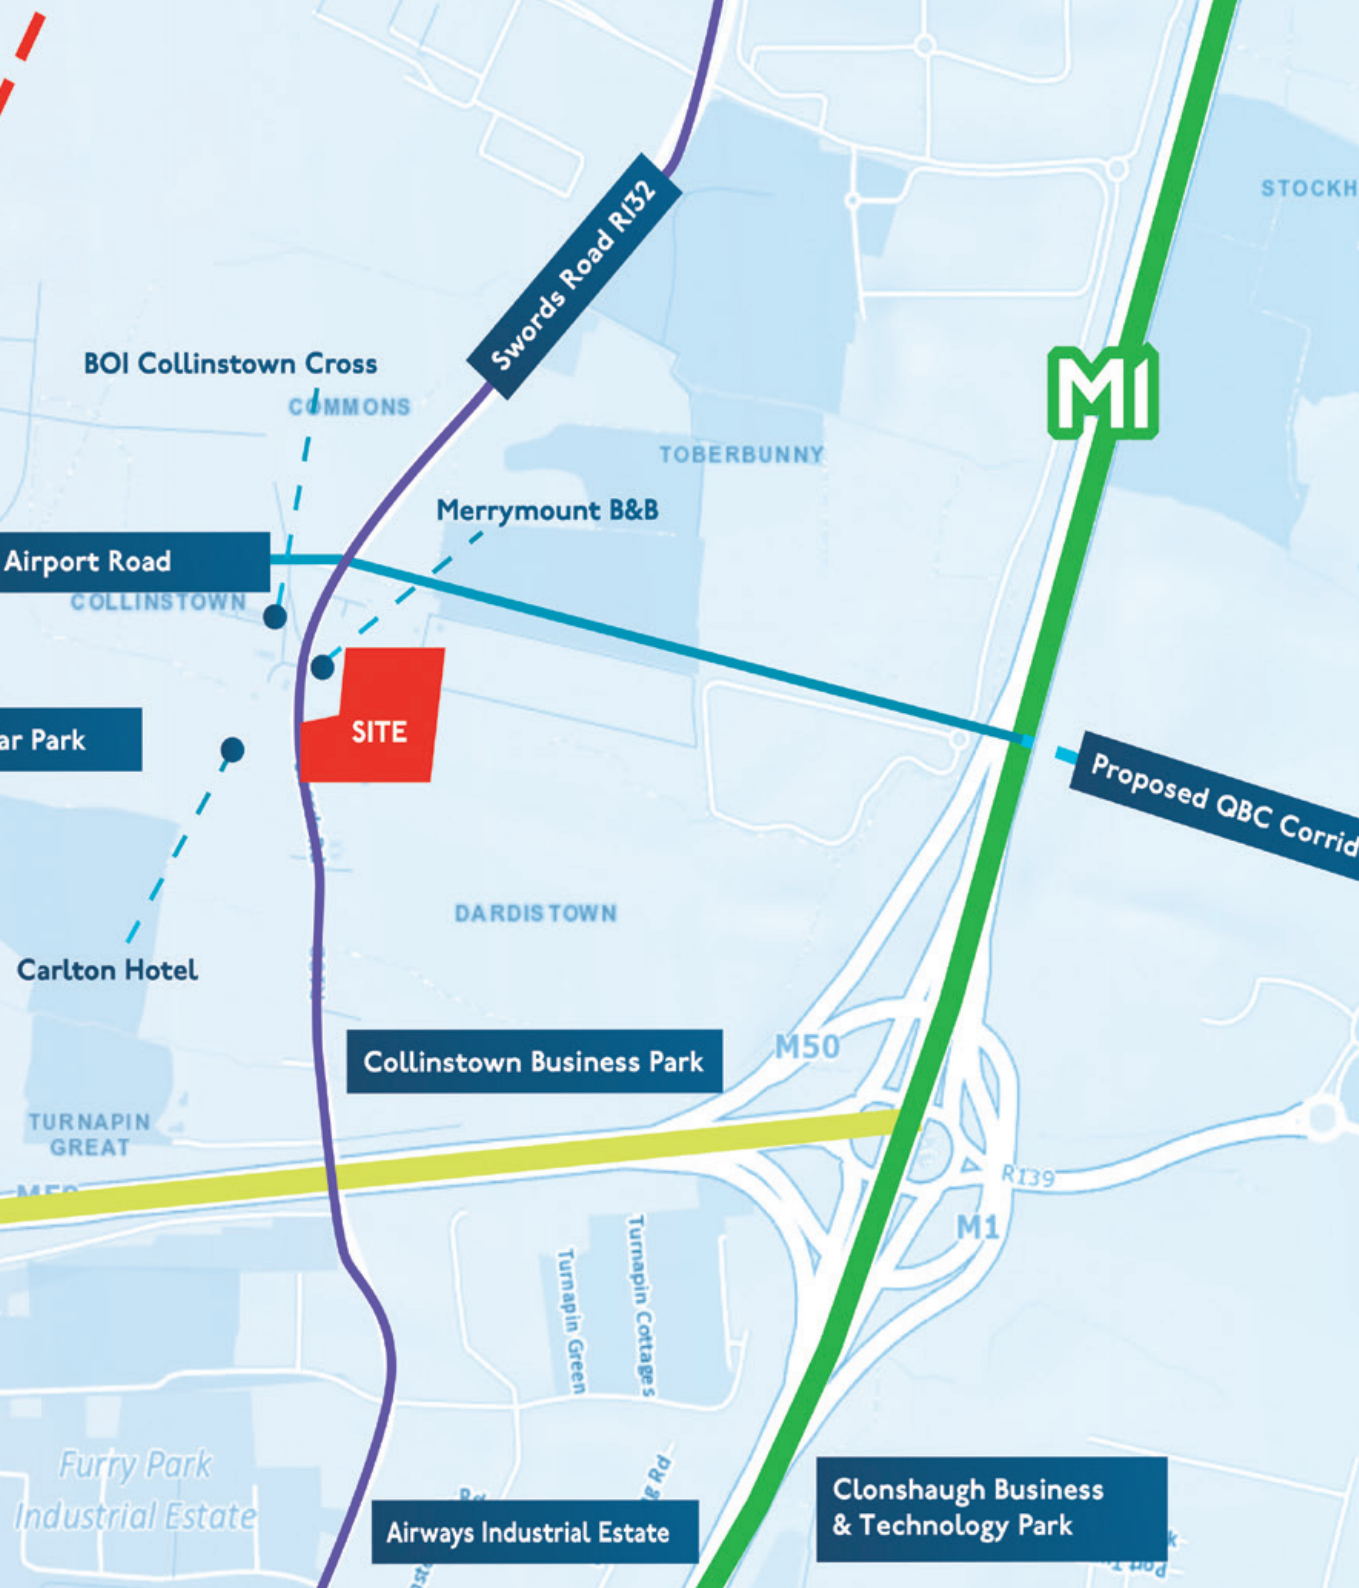 STOCKH
Swords Road R132
BOI Collinstown Cross
COMMONS
M1
TOBERBUNNY
Merrymount B&B
Airport Road
COLLINSTOWN
SITE
ar Park
Proposed QBC Corrid
DARDISTOWN
Carlton Hotel
M50
Collinstown Business Park
TURNAPIN
GREAT
R139
M1
Turnapin Green
Turnapin Cottages
Furry Park
Industrial Estate
Rd
g Rd
Clonshaugh Business
& Technology Park
Airways Industrial Estate